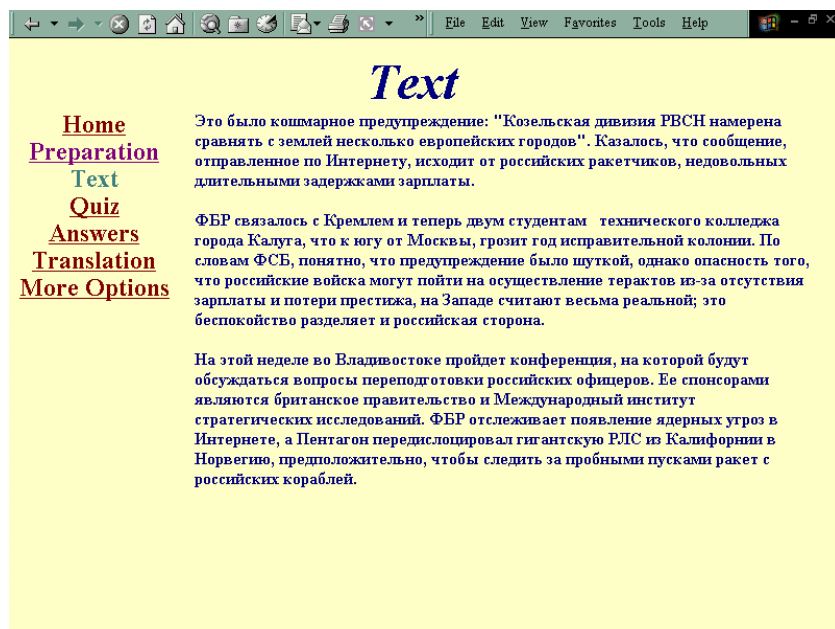 File Edit View Favorites Tools Help
Text
Home
Preparation
Text
Quiz
Answers
Translation
More Options
Это было кошмарное предупреждение: "Козельская дивизия РВСН намерена
сравнять с землей несколько европейских городов". Казалось, что сообщение,
отправленное по Интернету, исходит от российских ракетчиков, недовольных
длительными задержками зарплаты.
ФБР связалось с Кремлем и теперь двум студентам технического колледжа
города Калуга, что к югу от Москвы, грозит год исправительной колонии. По
словам ФСБ, понятно, что предупреждение было шуткой, однако опасность того,
что российские войска могут пойти на осуществление терактов из-за отсутствия
зарплаты и потери престижа, на Западе считают весьма реальной; это
беспокойство разделяет и российская сторона.
На этой неделе во Владивостоке пройдет конференция, на которой будут
обсуждаться вопросы переподготовки российских офицеров. Ее спонсорами
являются британское правительство и Международный институт
стратегических исследований. ФБР отслеживает появление ядерных угроз в
Интернете, а Пентагон передислоцировал гигантскую РЛС из Калифорнии в
Норвегию, предположительно, чтобы следить за пробными пусками ракет с
российских кораблей.